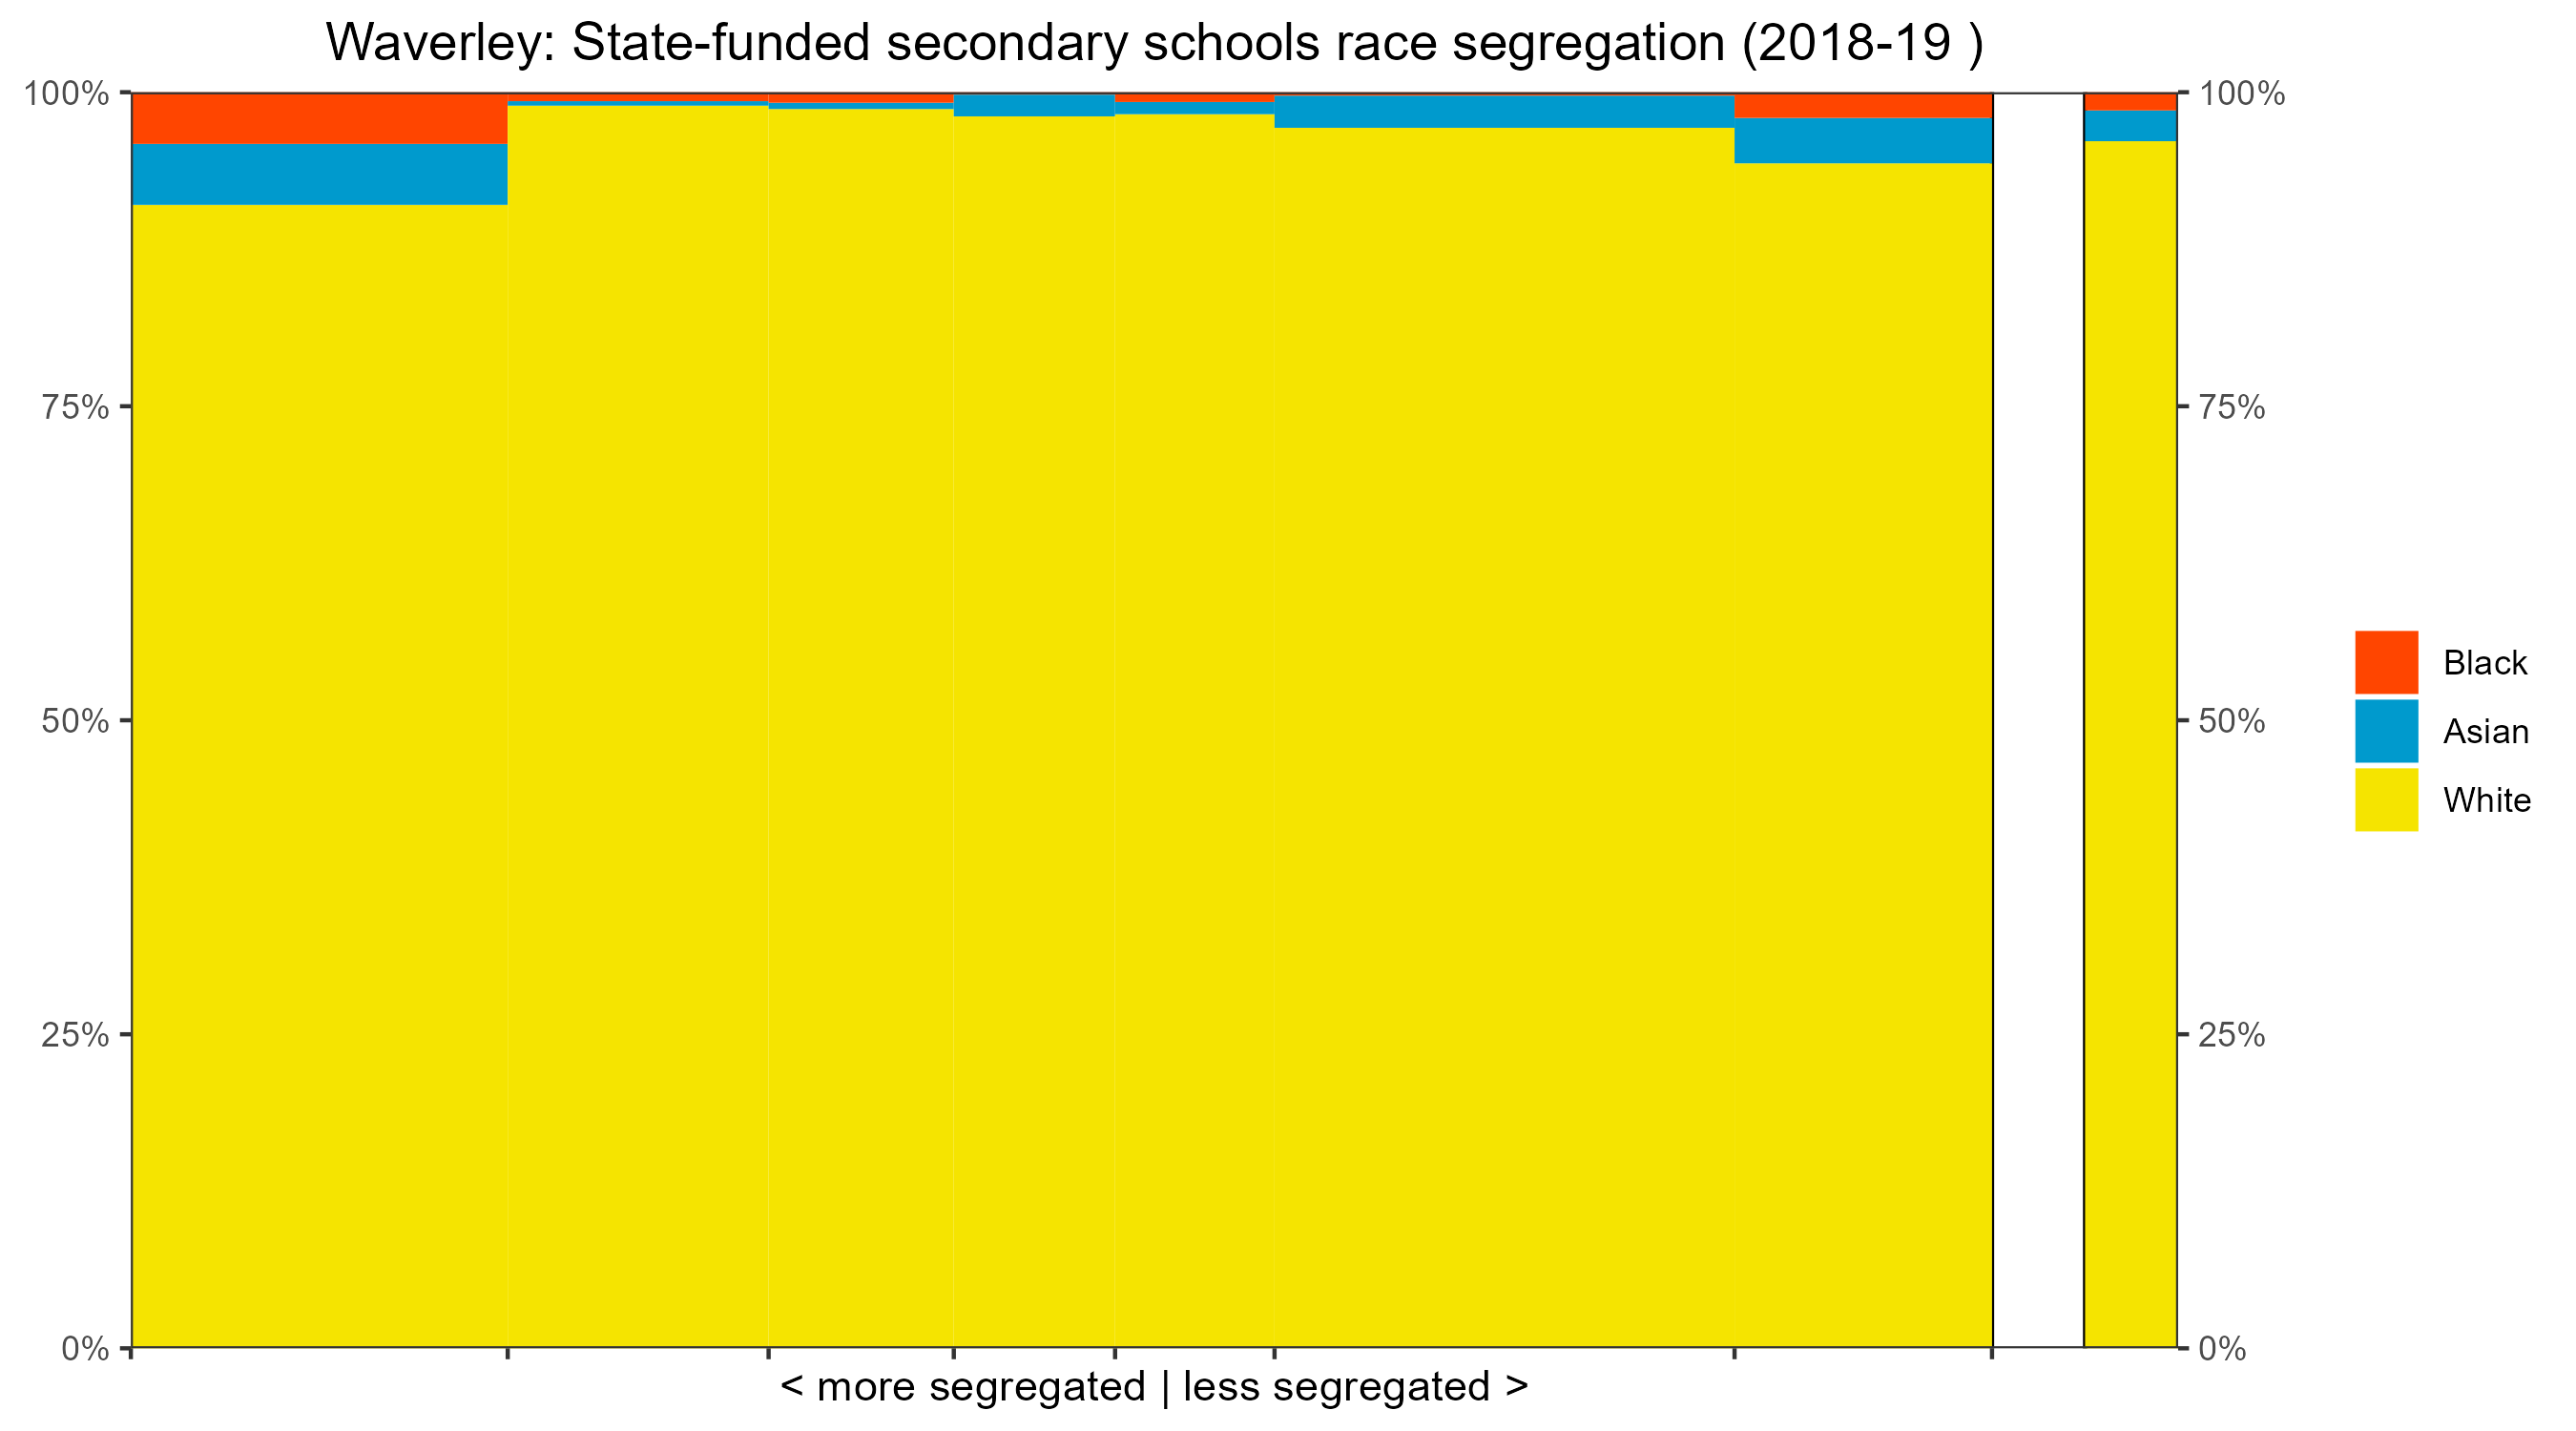 Waverley: State-funded secondary schools race segregation (2018-19 )
100%
75%
50%
25%
0%
100%
75%
50%
25%
0%
Black
Asian
White
< more segregated | less segregated >